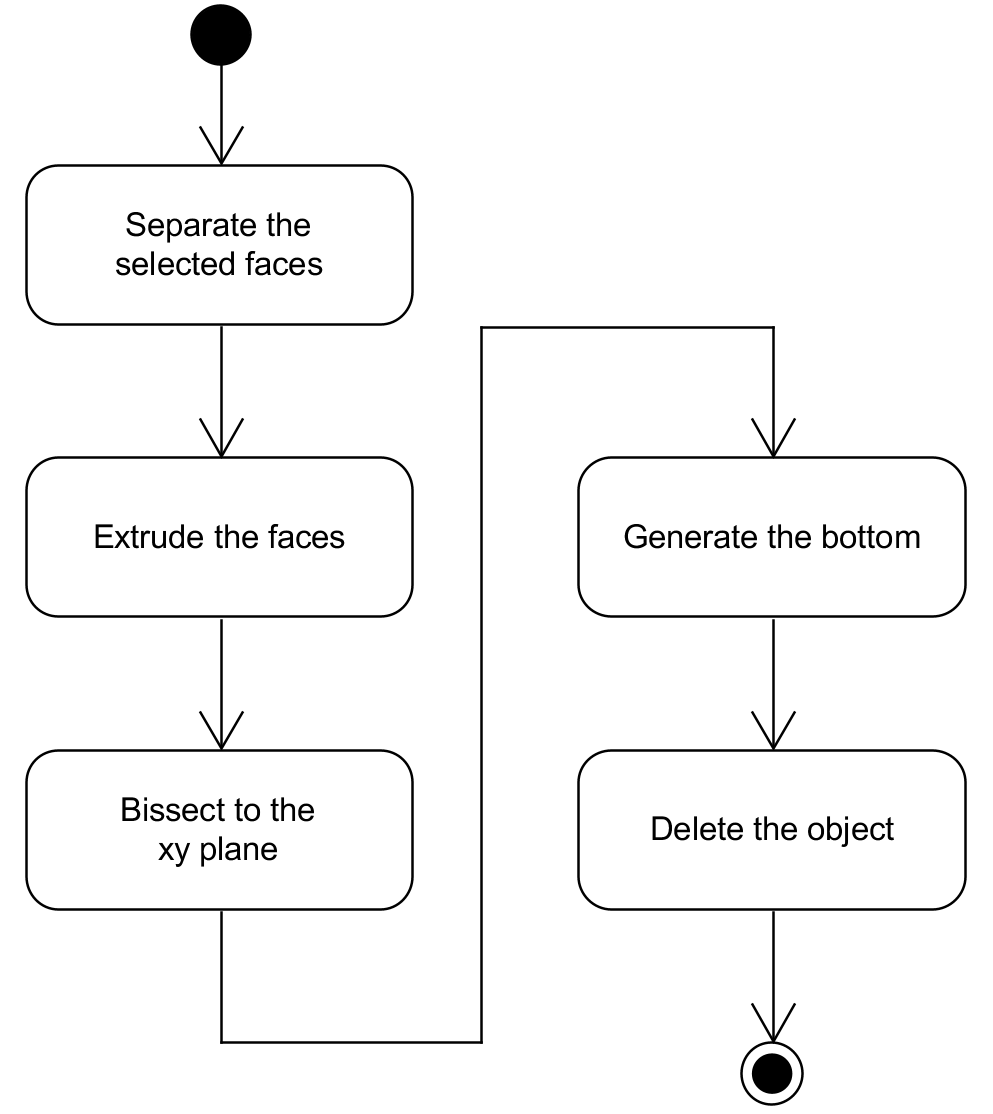 Separate the
selected faces
Extrude the faces
Bissect to the
xy plane
Generate the bottom
Delete the object